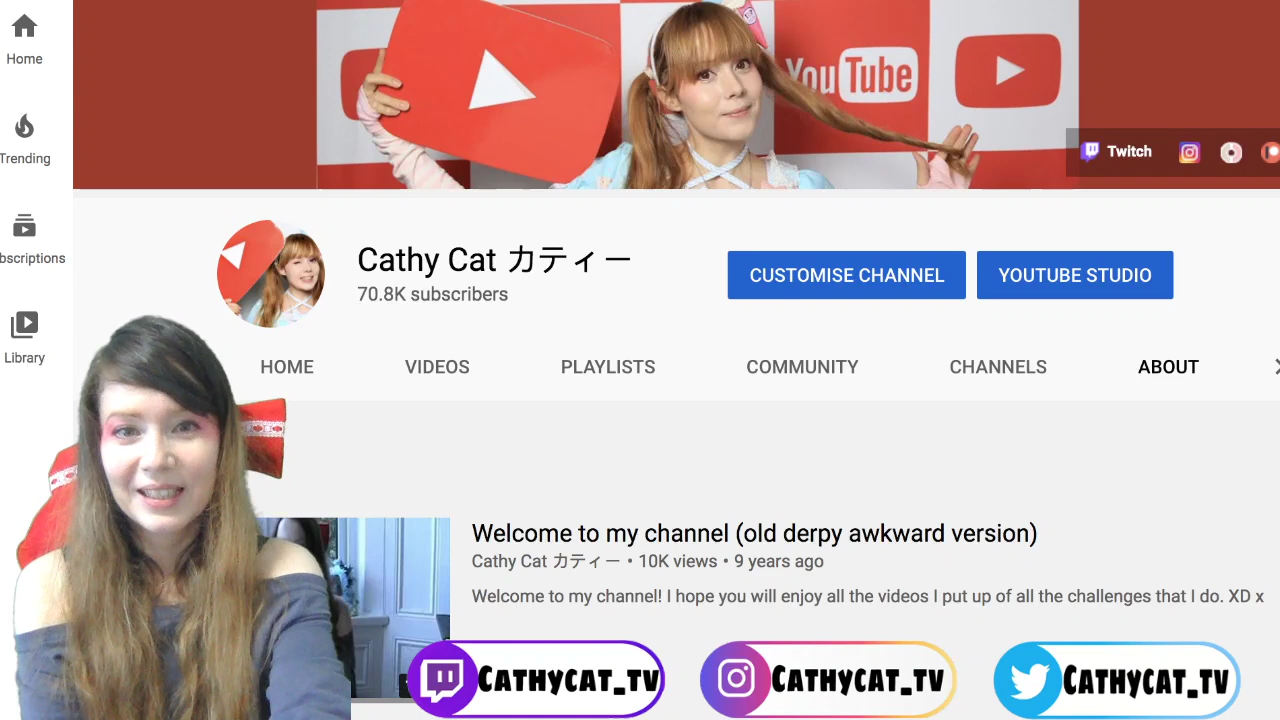 Home
Trending
bscriptions
Library
YouTube
Twitch
Cathy Cat カティー
70.8K subscribers
CUSTOMISE CHANNEL
YOUTUBE STUDIO
HOME
VIDEOS
PLAYLISTS
COMMUNITY
CHANNELS
ABOUT
Welcome to my channel (old derpy awkward version)
Cathy Cat カティー • 10K views • 9 years ago
Welcome to my channel! I hope you will enjoy all the videos I put up of all the challenges that I do. XD x
Cathycat_tv
Cathycat_tv
Cathycat_tv